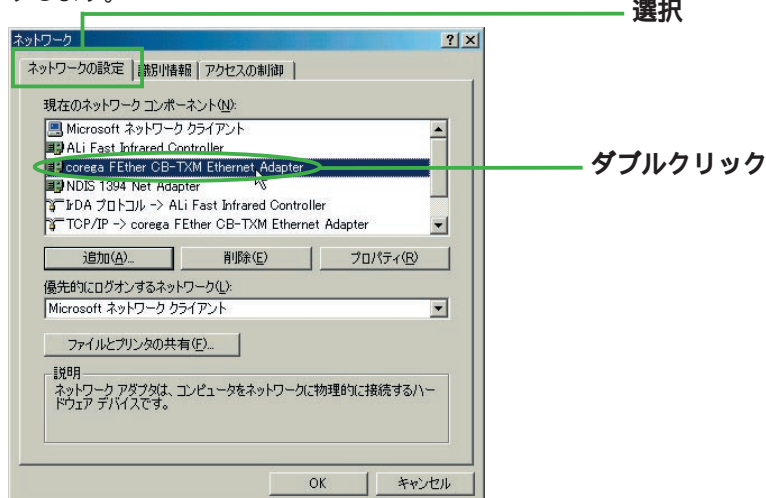 選択
ネットワーク
ネットワークの設定 識別情報 アクセスの制御
現在のネットワーク コンポーネント(N):
Microsoft ネットワーク クライアント
ALi Fast Infrared Controller
corega FEther CB-TXM Ethernet Adapter
ダブルクリック
NDIS 1394 Net Adapter
IrDA プロトコル -> ALi Fast Infrared Controller
TCP/IP -> corega FEther CB-TXM Ethernet Adapter
追加(A)... 削除(E) プロパティ(R)
優先的にログオンするネットワーク(L):
Microsoft ネットワーク クライアント
ファイルとプリンタの共有(F)...
説明
ネットワーク アダプタは、コンピュータをネットワークに物理的に接続するハー
ドウェア デバイスです。
OK キャンセル